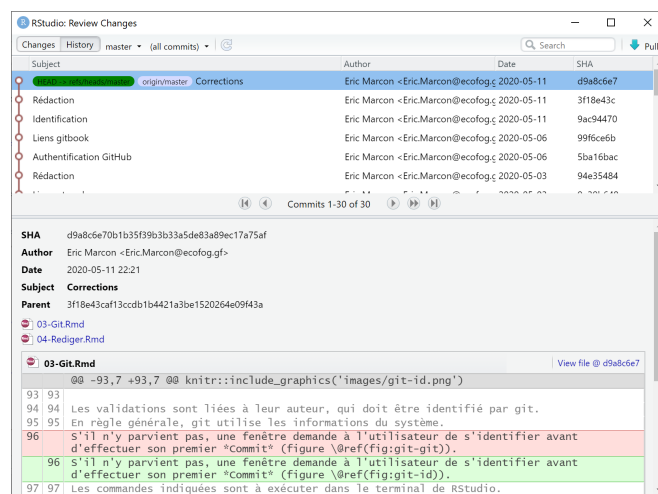 RStudio: Review Changes
Changes History master (all commits) Search Pull
Subject Author Date SHA
HEAD -> refs/heads/master origin/master Corrections Eric Marcon <Eric.Marcon@ecofog.g 2020-05-11 d9a8c6e7
Rédaction Eric Marcon <Eric.Marcon@ecofog.g 2020-05-11 3f18e43c
Identification Eric Marcon <Eric.Marcon@ecofog.g 2020-05-11 9ac94470
Liens gitbook Eric Marcon <Eric.Marcon@ecofog.g 2020-05-06 99f6ce6b
Authentification GitHub Eric Marcon <Eric.Marcon@ecofog.g 2020-05-06 5ba16bac
Rédaction Eric Marcon <Eric.Marcon@ecofog.g 2020-05-03 94e35484
Commits 1-30 of 30
SHA d9a8c6e70b1b35f39b3b33a5de83a89ec17a75af
Author Eric Marcon <Eric.Marcon@ecofog.gf>
Date 2020-05-11 22:21
Subject Corrections
Parent 3f18e43caf13ccdb1b4421a3be1520264e09f43a
03-Git.Rmd
04-Rediger.Rmd
03-Git.Rmd View file @ d9a8c6e7
@@ -93,7 +93,7 @@ knitr::include_graphics('images/git-id.png')
93 93
94 94 Les validations sont liées à leur auteur, qui doit être identifié par git.
95 95 En règle générale, git utilise les informations du système.
96 S'il n'y parvient pas, une fenêtre demande à l'utilisateur de s'identifier avant
d'effectuer son premier *Commit* (figure \@ref(fig:git-git)).
96 S'il n'y parvient pas, une fenêtre demande à l'utilisateur de s'identifier avant
d'effectuer son premier *Commit* (figure \@ref(fig:git-id)).
97 97 Les commandes indiquées sont à exécuter dans le terminal de RStudio.